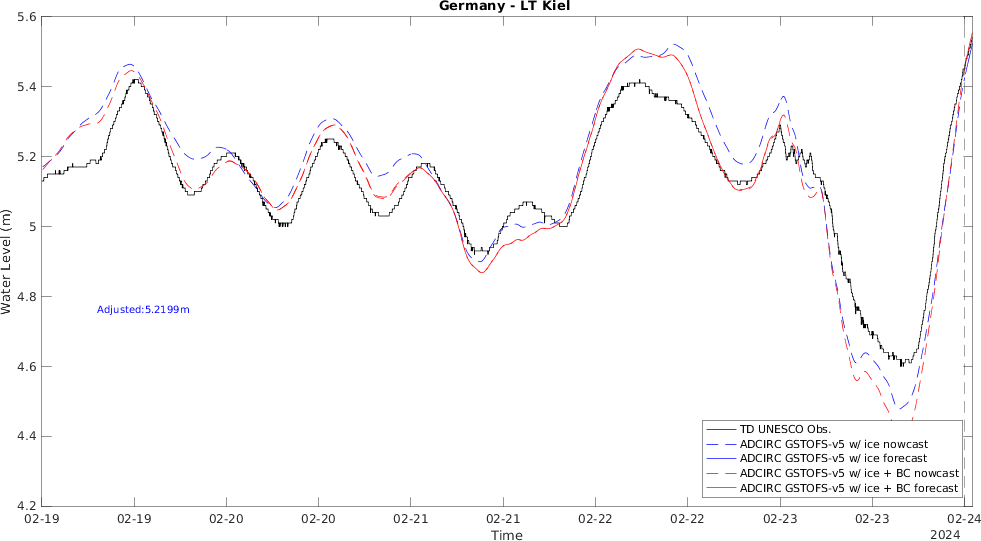 Germany - LT Kiel
5.6
5.4
5.2
5
4.8
4.6
4.4
4.2
Water Level (m)
Adjusted:5.2199m
TD UNESCO Obs.
ADCIRC GSTOFS-v5 w/ ice nowcast
ADCIRC GSTOFS-v5 w/ ice forecast
ADCIRC GSTOFS-v5 w/ ice + BC nowcast
ADCIRC GSTOFS-v5 w/ ice + BC forecast
02-19 02-19 02-20 02-20 02-21 02-21 02-22 02-22 02-23 02-23 02-24
Time
2024